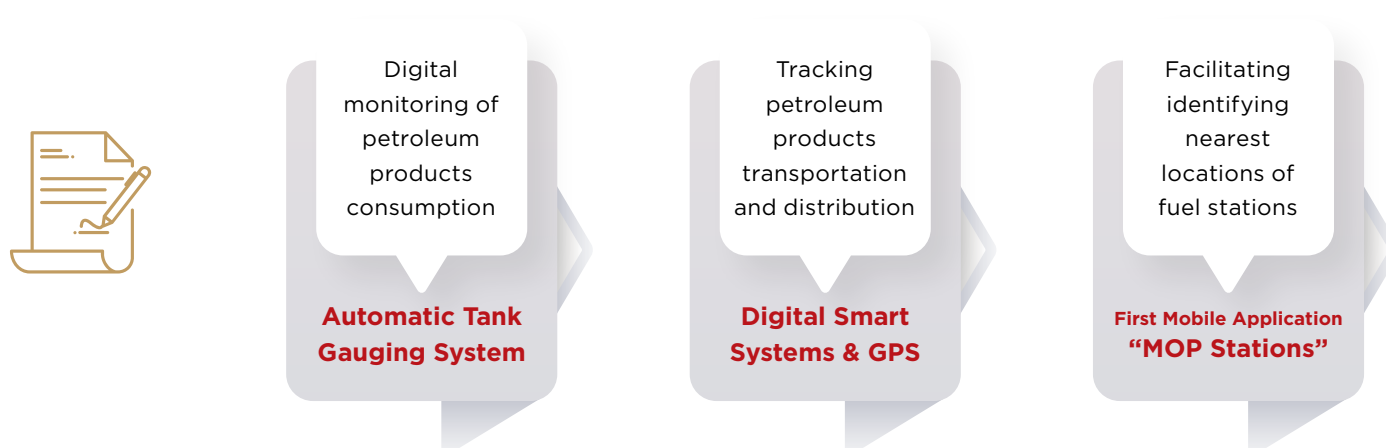 Digital
monitoring of
petroleum
products
consumption
Automatic Tank
Gauging System
Tracking
petroleum
products
transportation
and distribution
Digital Smart
Systems & GPS
Facilitating
identifying
nearest
locations of
fuel stations
First Mobile Application
“MOP Stations”